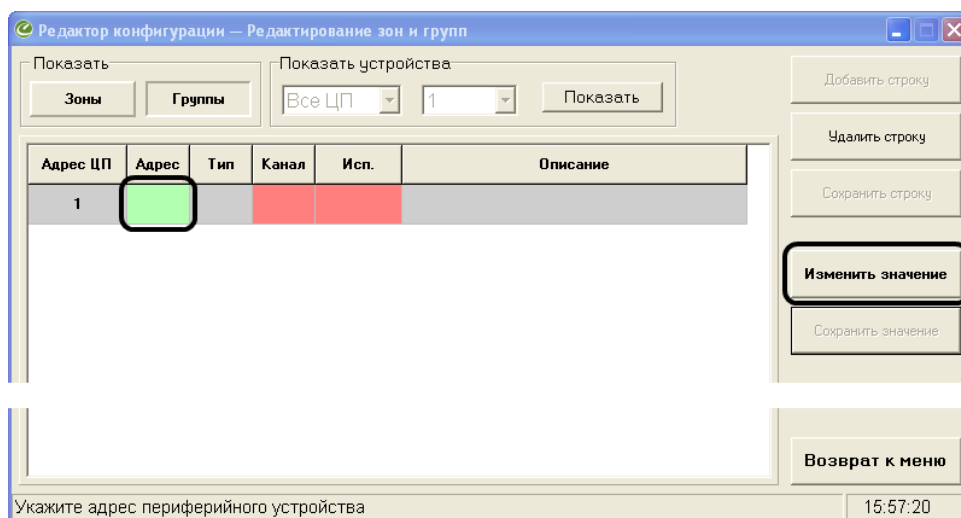 Редактор конфигурации — Редактирование зон и групп
Показать
Зоны
Группы
Показать устройства
Все ЦП
1
Показать
Добавить строку
Удалить строку
Сохранить строку
Изменить значение
Сохранить значение
Адрес ЦП Адрес Тип Канал Исп. Описание
1
Возврат к меню
Укажите адрес периферийного устройства
15:57:20